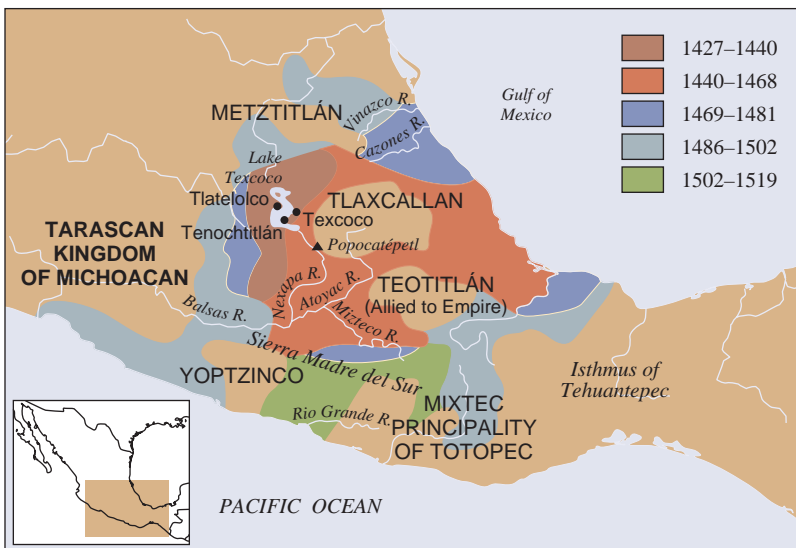 1427–1440
1440–1468
1469–1481
1486–1502
1502–1519
Gulf of
Mexico
METZTITLÁN
Vinazco R.
Cazones R.
Lake
Texcoco
Tlatelolco
TLAXCALLAN
Texcoco
Tenochtitlán
Popocatépetl
TARASCAN
KINGDOM
OF MICHOACAN
TEOTITLÁN
(Allied to Empire)
Nexapa R.
Atoyac R.
Mizteco R.
Balsas R.
Sierra Madre del Sur
YOPTZINCO
Isthmus of
Tehuantepec
Rio Grande R.
MIXTEC
PRINCIPALITY
OF TOTOPEC
PACIFIC OCEAN